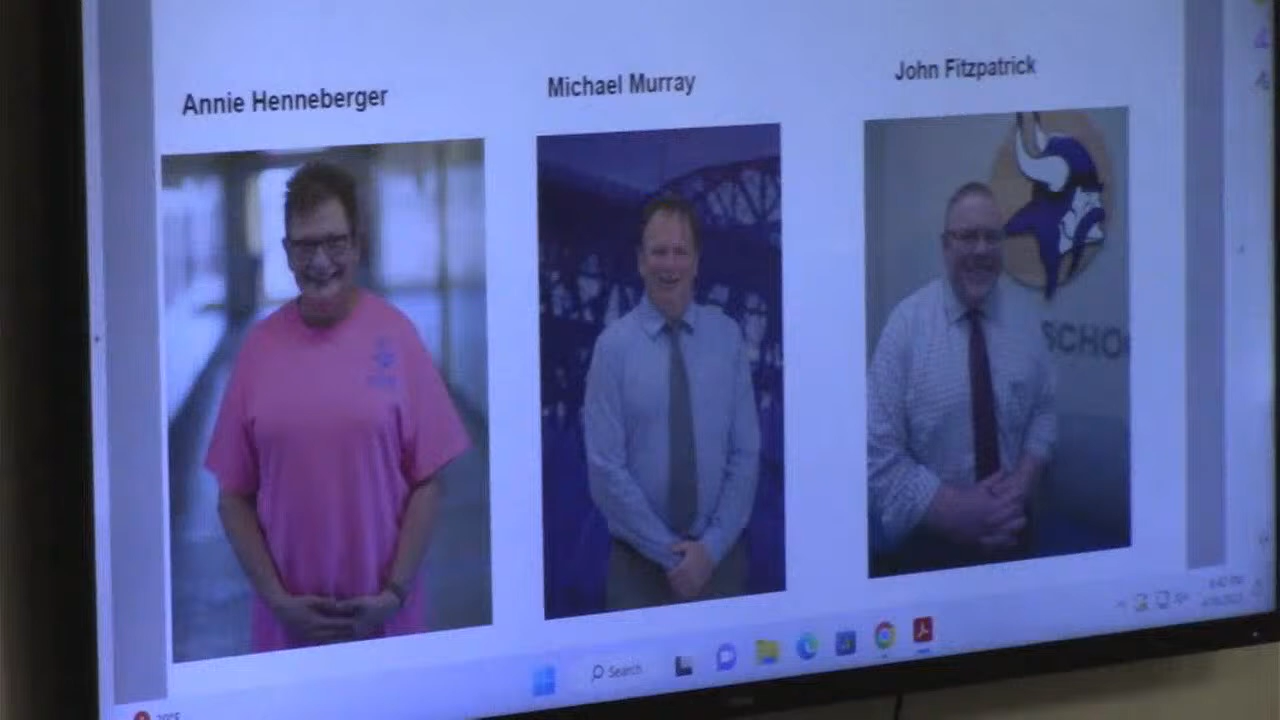 Annie Henneberger
Michael Murray
John Fitzpatrick
SCHO
Search